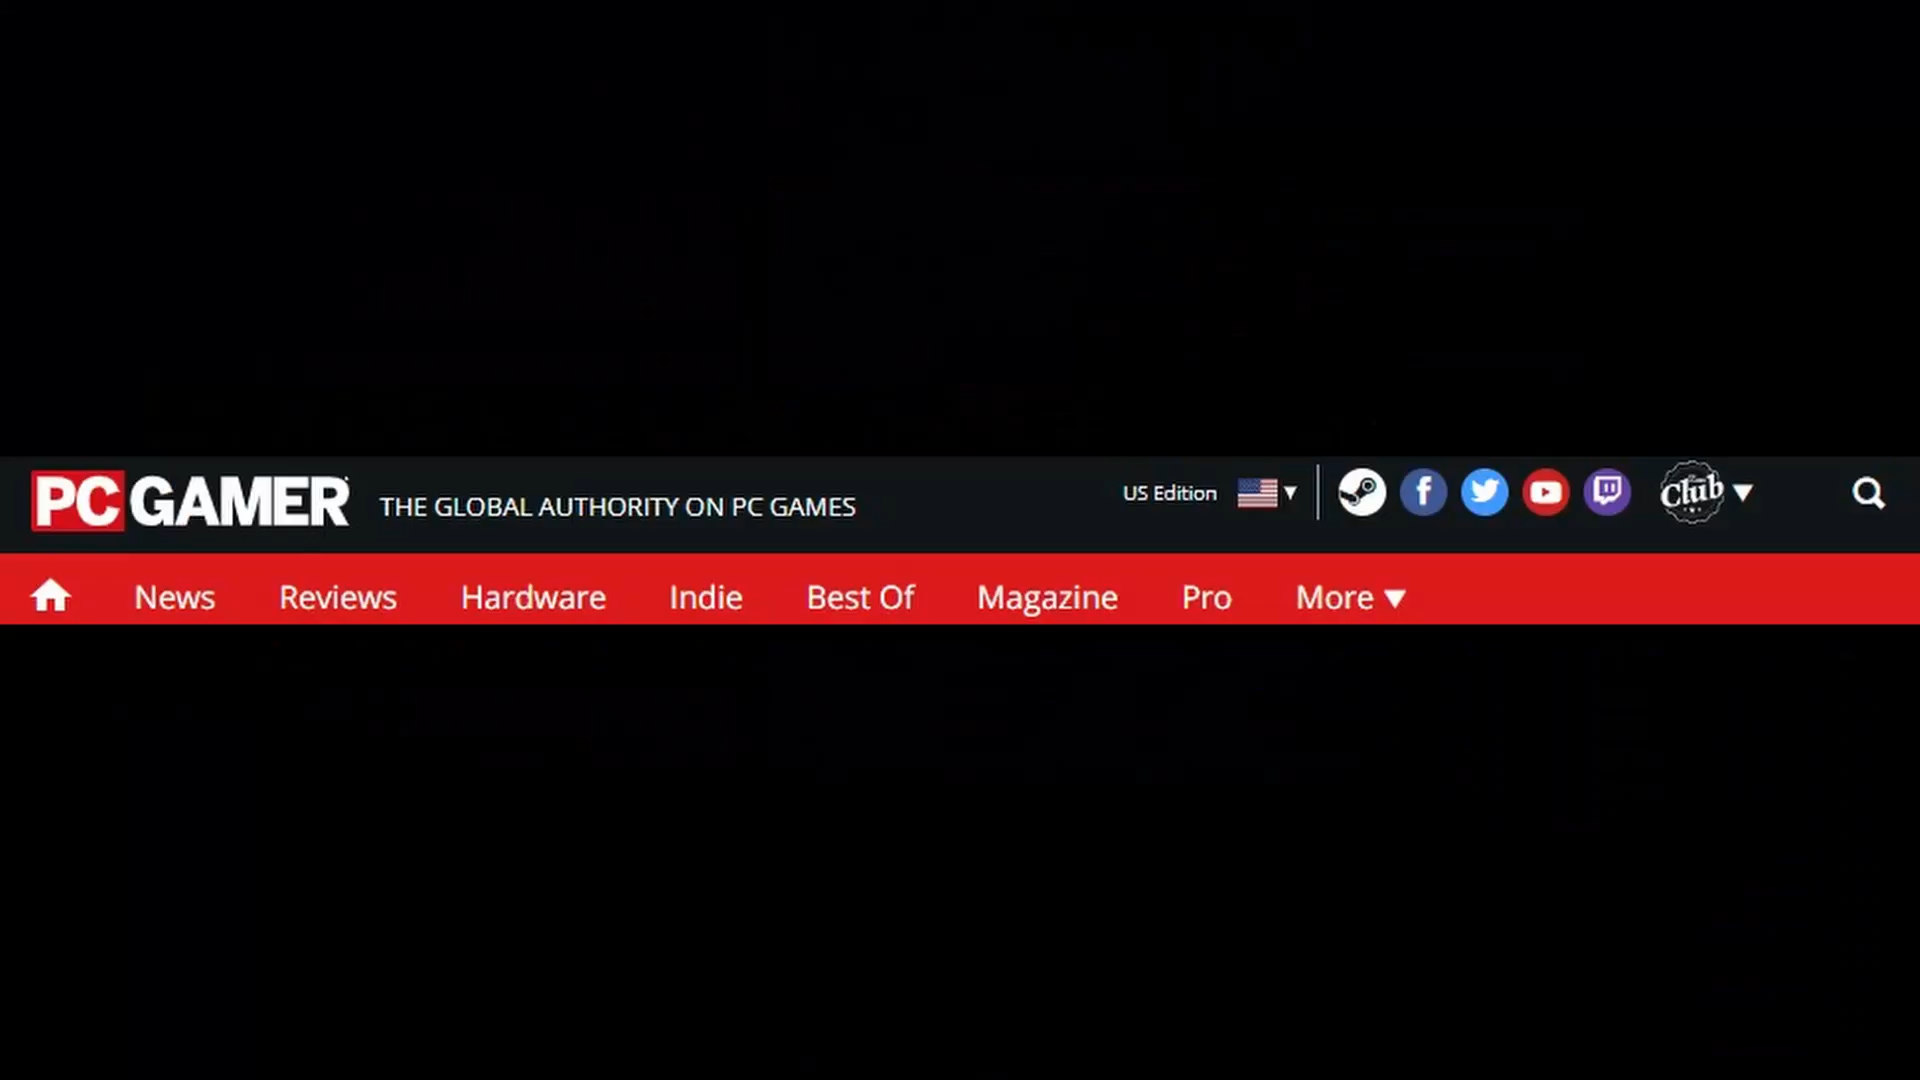 PC GAMER THE GLOBAL AUTHORITY ON PC GAMES US Edition Club
News Reviews Hardware Indie Best Of Magazine Pro More